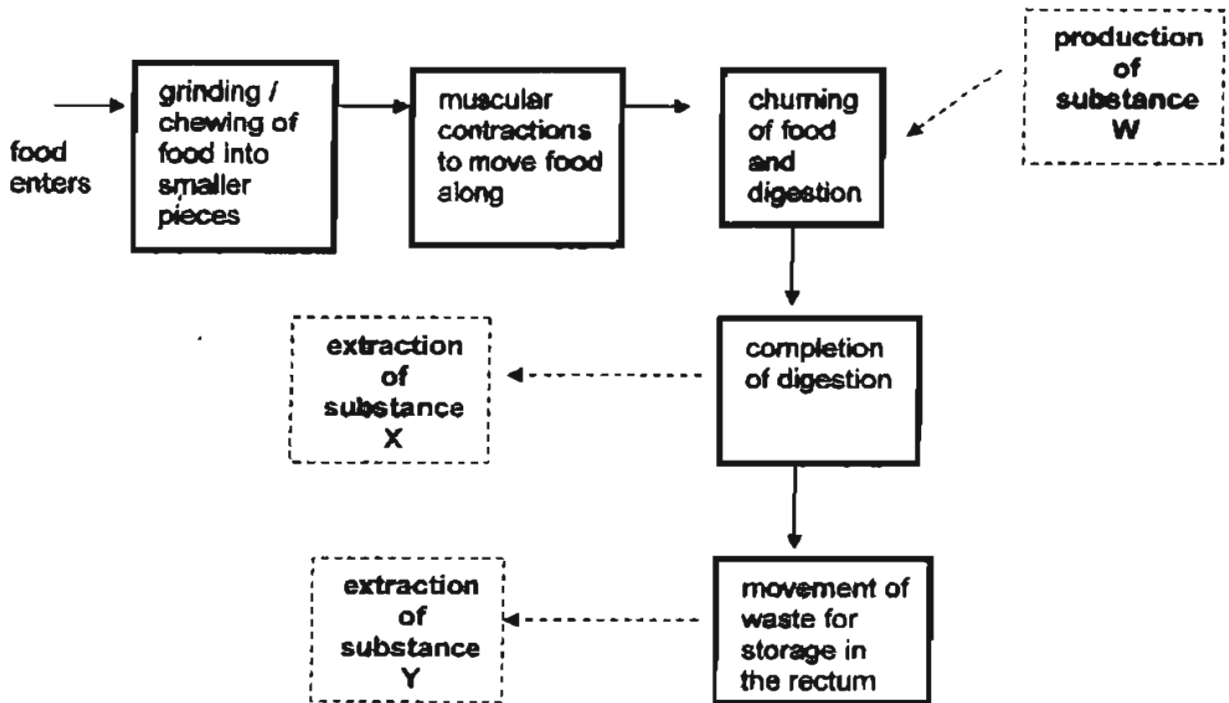 food
enters
grinding /
chewing of
food into
smaller
pieces
muscular
contractions
to move food
along
churning
of food
and
digestion
production
of
substance
W
extraction
of
substance
X
completion
of digestion
extraction
of
substance
Y
movement of
waste for
storage in
the rectum